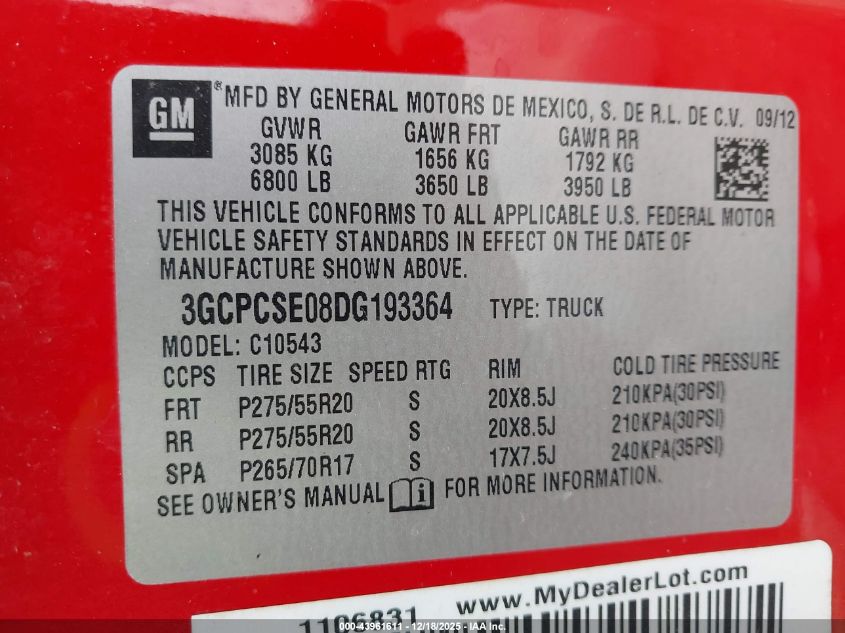 GM
® MFD BY GENERAL MOTORS DE MEXICO, S. DE R.L. DE C.V. 09/12
GVWR GAWR FRT GAWR RR
3085 KG 1656 KG 1792 KG
6800 LB 3650 LB 3950 LB
THIS VEHICLE CONFORMS TO ALL APPLICABLE U.S. FEDERAL MOTOR
VEHICLE SAFETY STANDARDS IN EFFECT ON THE DATE OF
MANUFACTURE SHOWN ABOVE.
3GCPCSE08DG193364 TYPE: TRUCK
MODEL: C10543
CCPS TIRE SIZE SPEED RTG RIM COLD TIRE PRESSURE
FRT P275/55R20 S 20X8.5J 210KPA(30PSI)
RR P275/55R20 S 20X8.5J 210KPA(30PSI)
SPA P265/70R17 S 17X7.5J 240KPA(35PSI)
SEE OWNER'S MANUAL i FOR MORE INFORMATION.
www.MyDealerLot.com
1106831
000-43961611 - 12/18/2025 - IAA Inc.